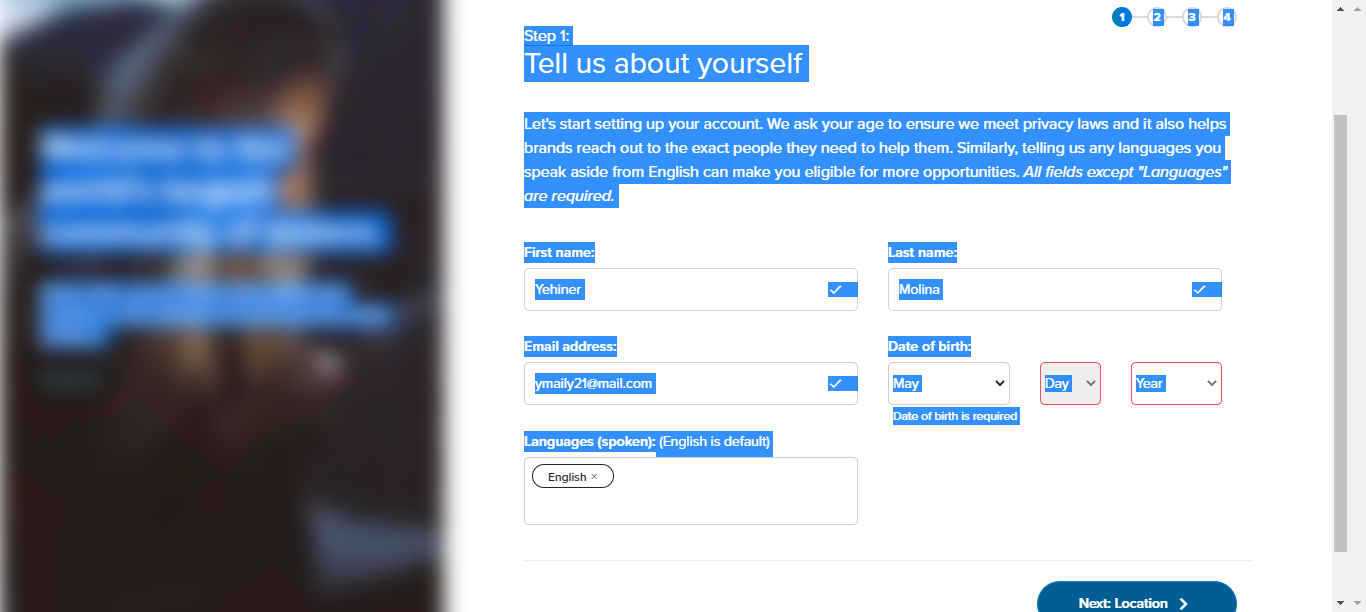 1 2 3 4
Step 1:
Tell us about yourself
Let's start setting up your account. We ask your age to ensure we meet privacy laws and it also helps
brands reach out to the exact people they need to help them. Similarly, telling us any languages you
speak aside from English can make you eligible for more opportunities. All fields except "Languages"
are required.
First name: Last name:
Yehiner Molina
Email address: Date of birth:
ymaily21@mail.com May Day Year
Date of birth is required
Languages (spoken): (English is default)
English ×
Next: Location